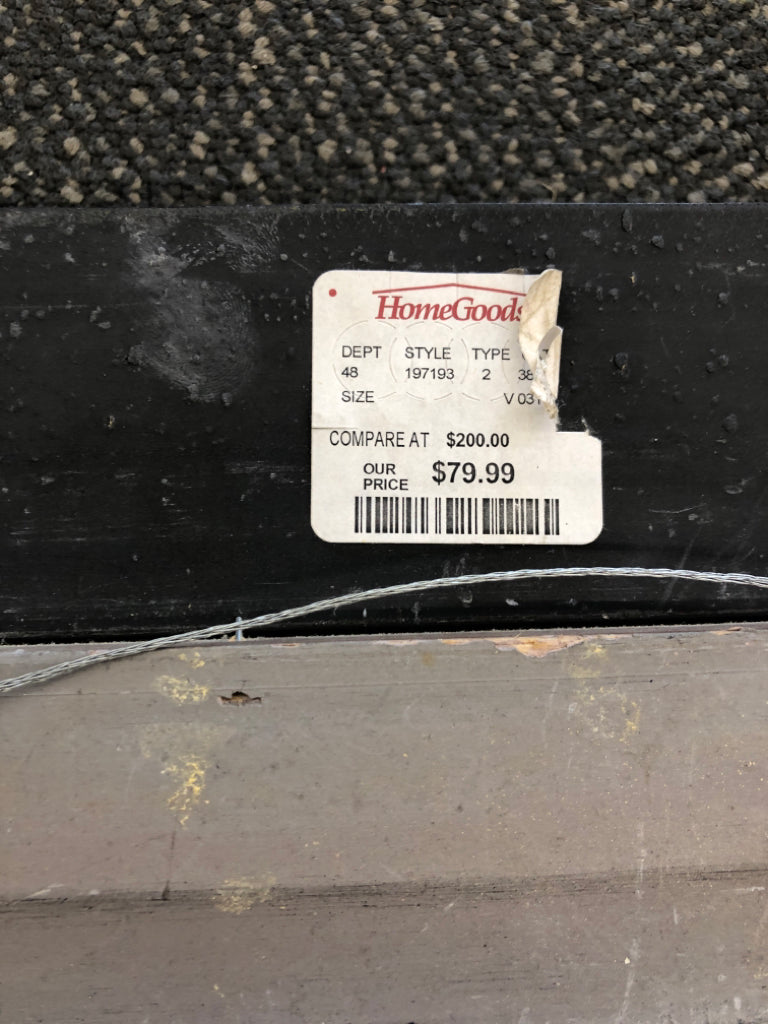 HomeGoods
DEPT STYLE TYPE
48 197193 2
SIZE V
COMPARE AT $200.00
OUR PRICE $79.99